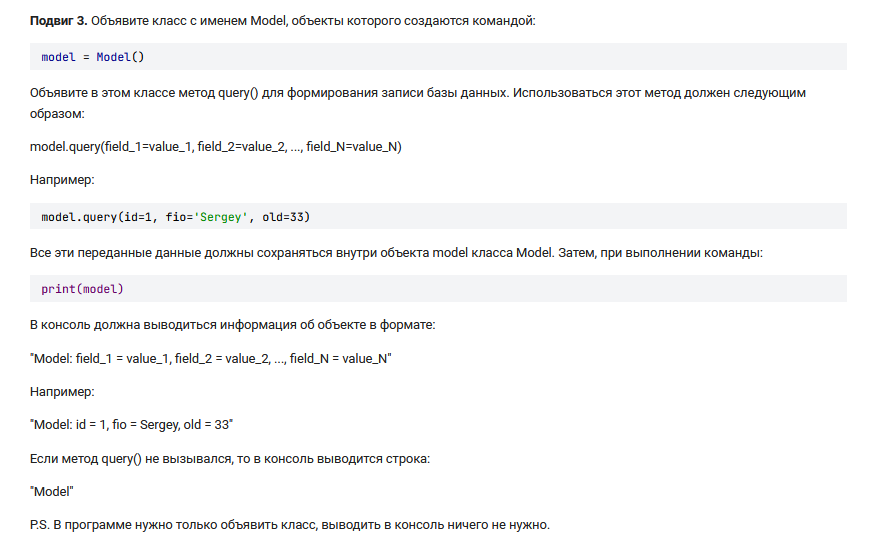 Подвиг 3. Объявите класс с именем Model, объекты которого создаются командой:
model = Model()
Объявите в этом классе метод query() для формирования записи базы данных. Использоваться этот метод должен следующим
образом:
model.query(field_1=value_1, field_2=value_2, ..., field_N=value_N)
Например:
model.query(id=1, fio='Sergey', old=33)
Все эти переданные данные должны сохраняться внутри объекта model класса Model. Затем, при выполнении команды:
print(model)
В консоль должна выводиться информация об объекте в формате:
"Model: field_1 = value_1, field_2 = value_2, ..., field_N = value_N"
Например:
"Model: id = 1, fio = Sergey, old = 33"
Если метод query() не вызывался, то в консоль выводится строка:
"Model"
P.S. В программе нужно только объявить класс, выводить в консоль ничего не нужно.